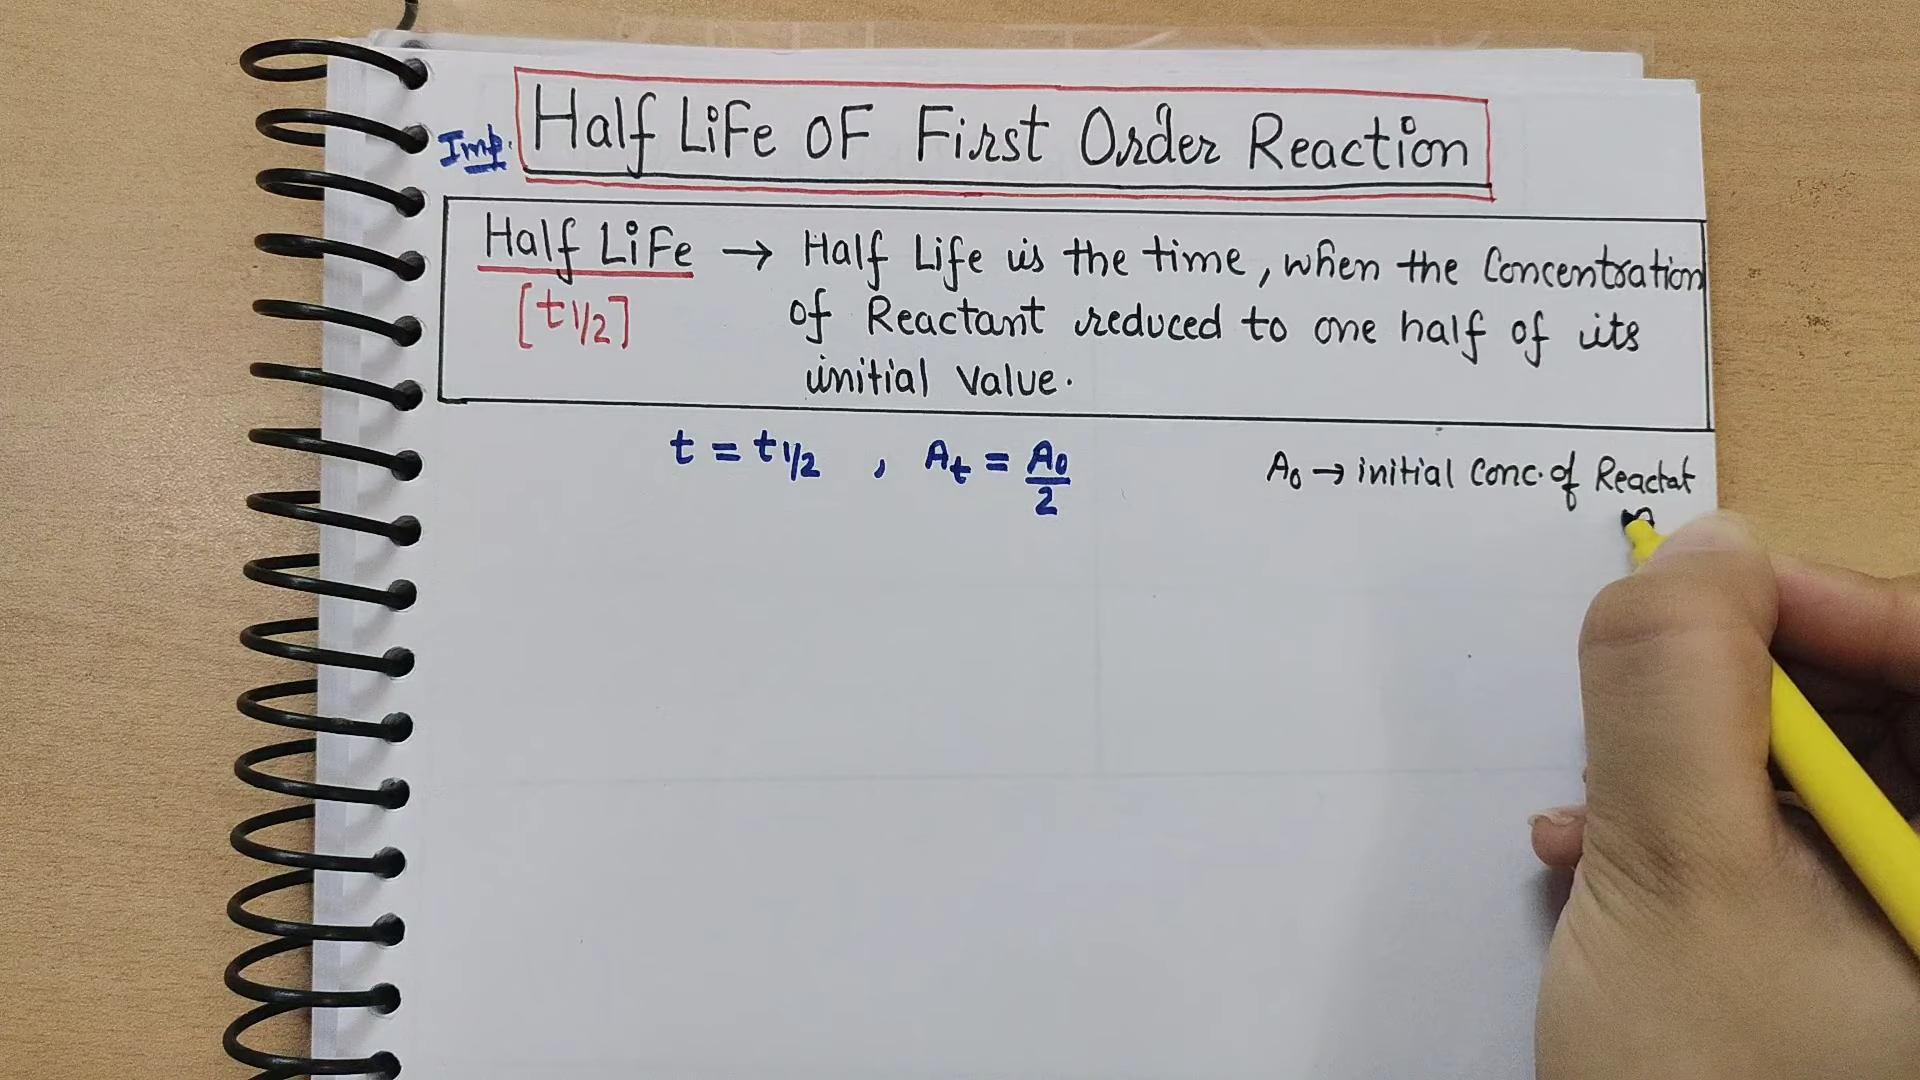 Imp. Half Life OF First Order Reaction
Half Life → Half Life is the time, when the Concentration
[t1/2] of Reactant reduced to one half of its
initial value.
t = t1/2 , At = A0/2
A0 → initial Conc. of Reactat
n